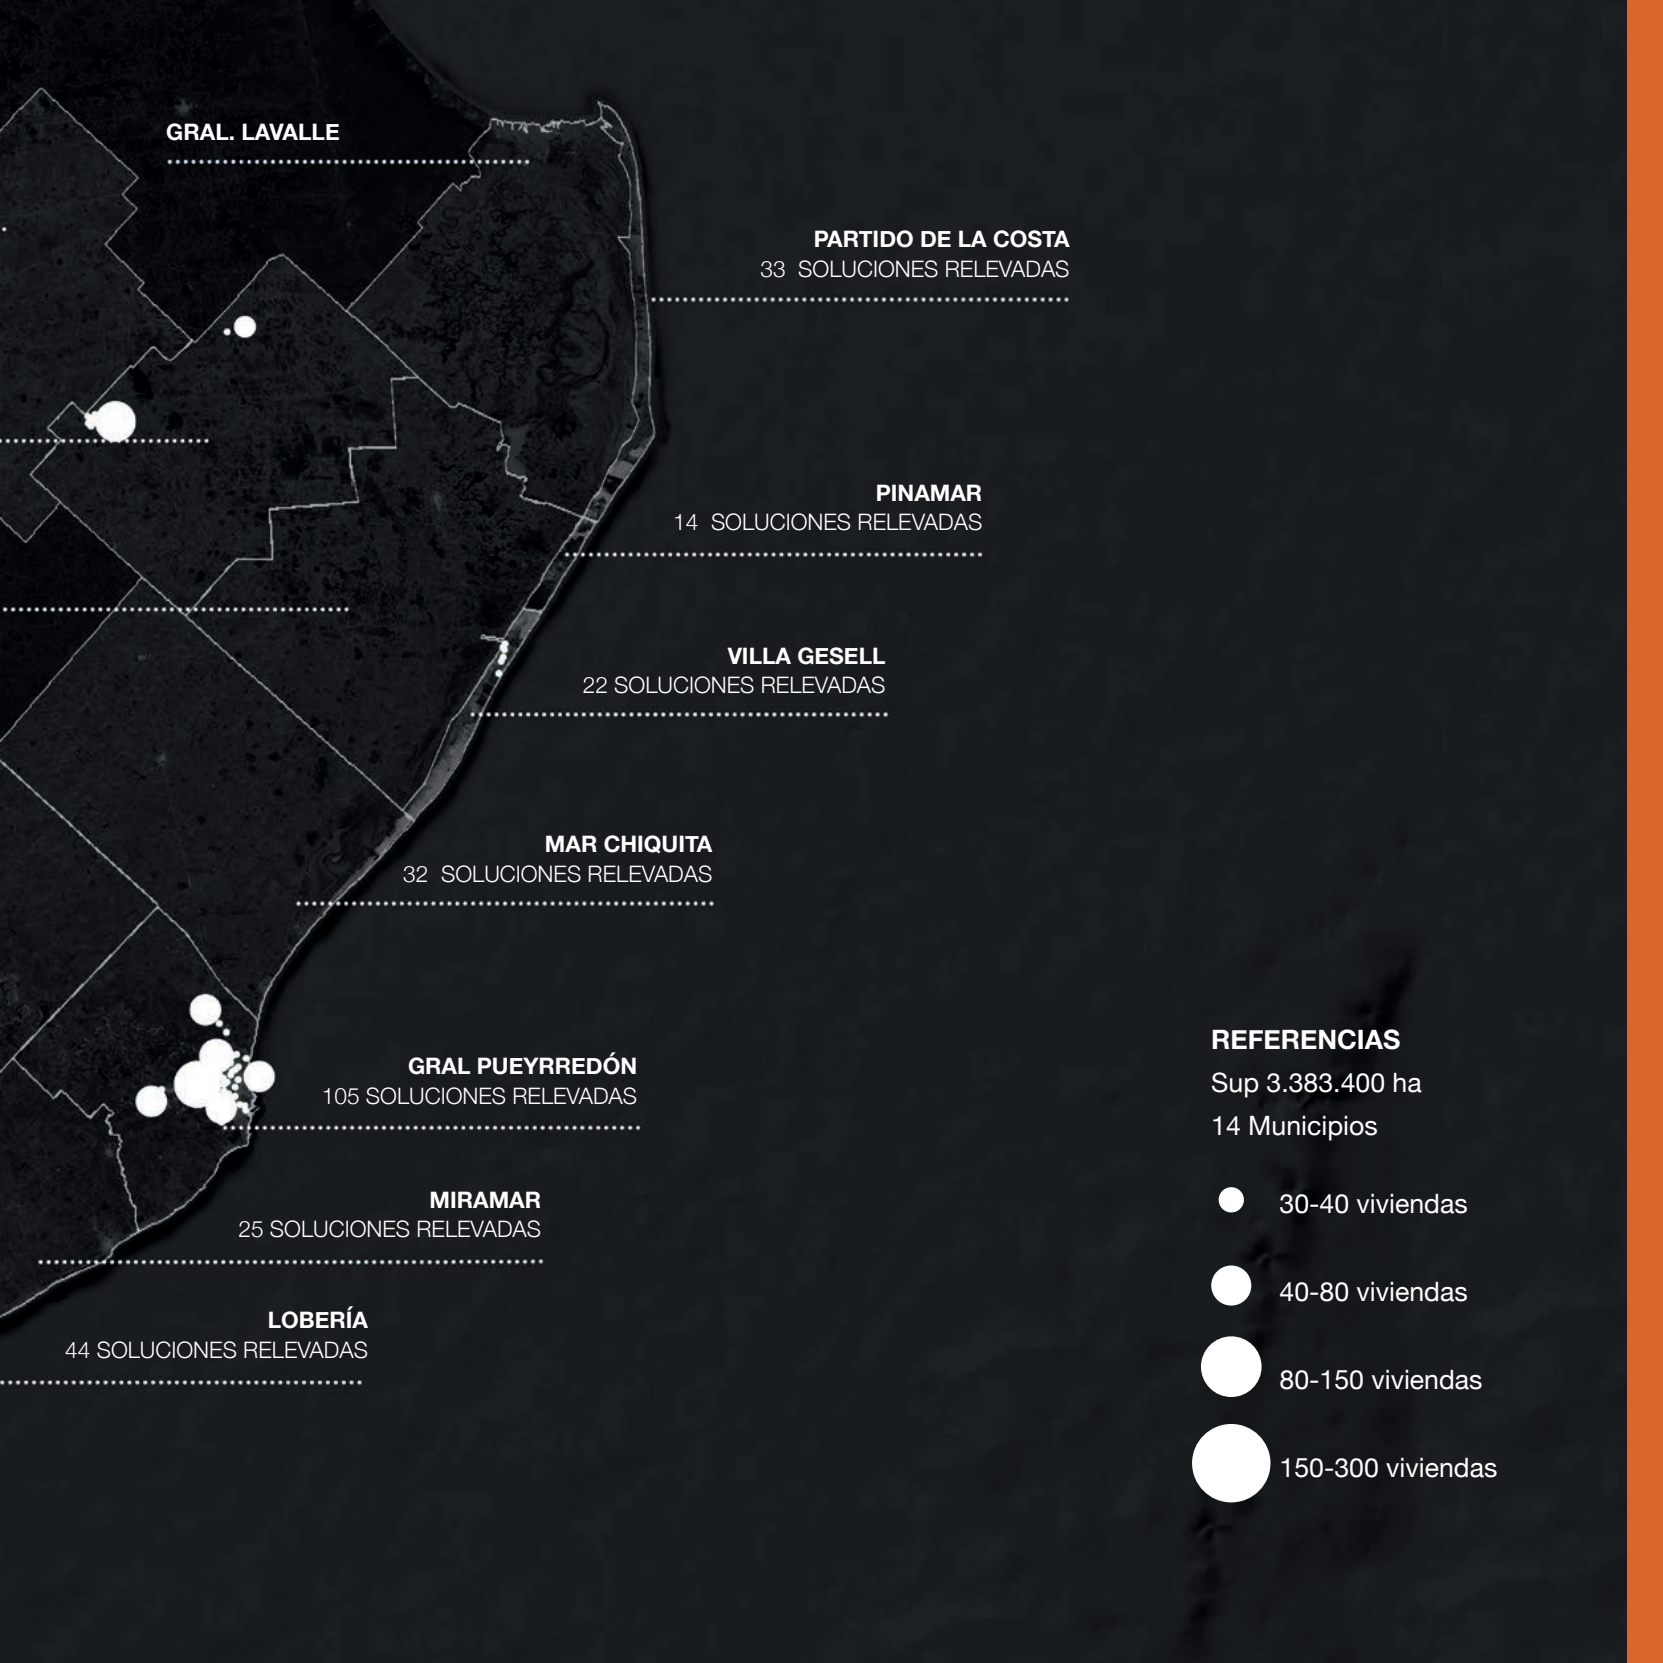 GRAL. LAVALLE
PARTIDO DE LA COSTA
33 SOLUCIONES RELEVADAS
PINAMAR
14 SOLUCIONES RELEVADAS
VILLA GESELL
22 SOLUCIONES RELEVADAS
MAR CHIQUITA
32 SOLUCIONES RELEVADAS
GRAL PUEYRREDÓN
105 SOLUCIONES RELEVADAS
MIRAMAR
25 SOLUCIONES RELEVADAS
LOBERÍA
44 SOLUCIONES RELEVADAS
REFERENCIAS
Sup 3.383.400 ha
14 Municipios
30-40 viviendas
40-80 viviendas
80-150 viviendas
150-300 viviendas